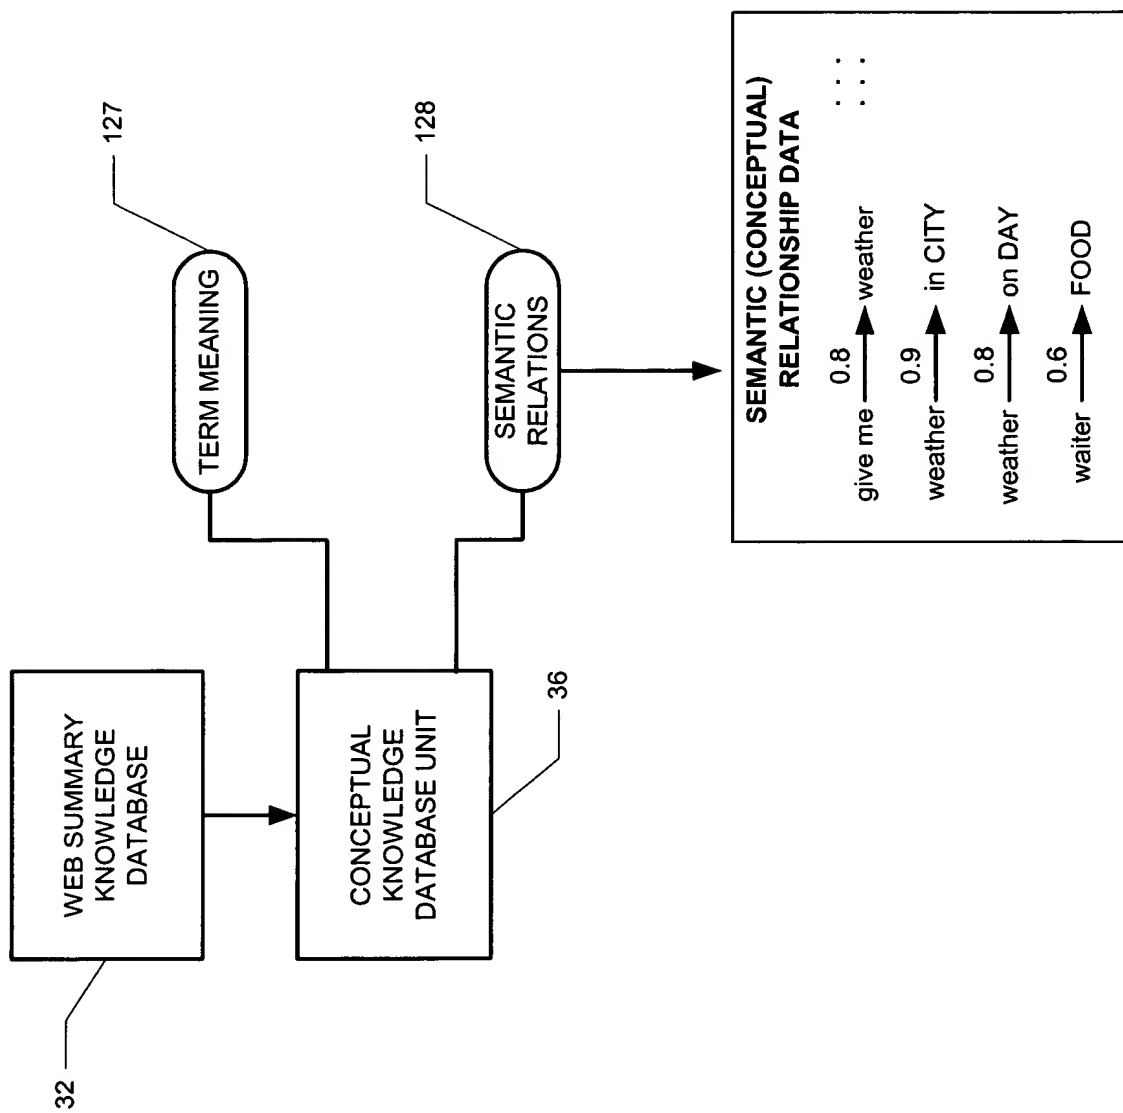 32
WEB SUMMARY
KNOWLEDGE
DATABASE
CONCEPTUAL
KNOWLEDGE
DATABASE UNIT
36
TERM MEANING
127
SEMANTIC
RELATIONS
128
SEMANTIC (CONCEPTUAL)
RELATIONSHIP DATA
give me 0.8 weather . . .
weather 0.9 in CITY . . .
weather 0.8 on DAY
waiter 0.6 FOOD